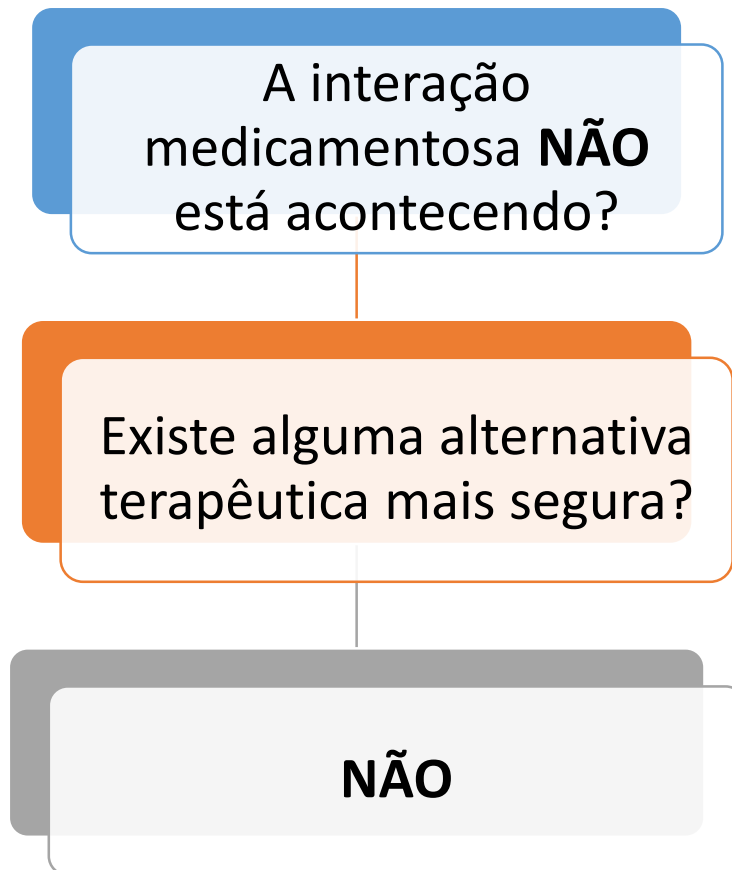 A interação
medicamentosa NÃO
está acontecendo?
Existe alguma alternativa
terapêutica mais segura?
NÃO